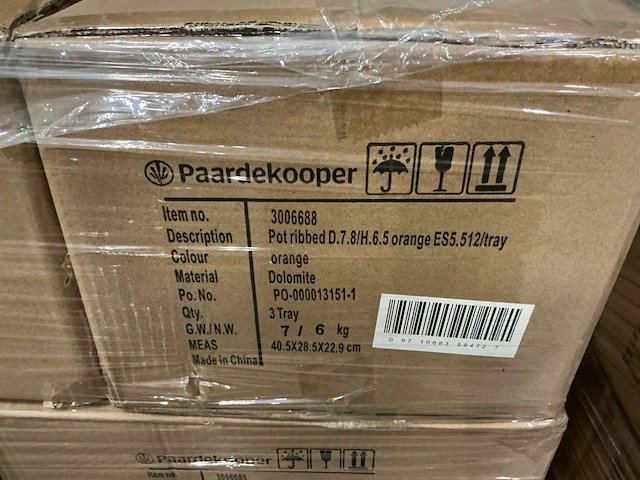 Paardekooper
Item no. 3006688
Description Pot ribbed D.7.8/H.6.5 orange ES5.512/tray
Colour orange
Material Dolomite
Po. No. PO-000013151-1
Qty. 3 Tray
G.W./ N.W. 7 / 6 kg
MEAS 40.5X28.5X22.9 cm
Made in China
Paardekooper
Item no. 3006688